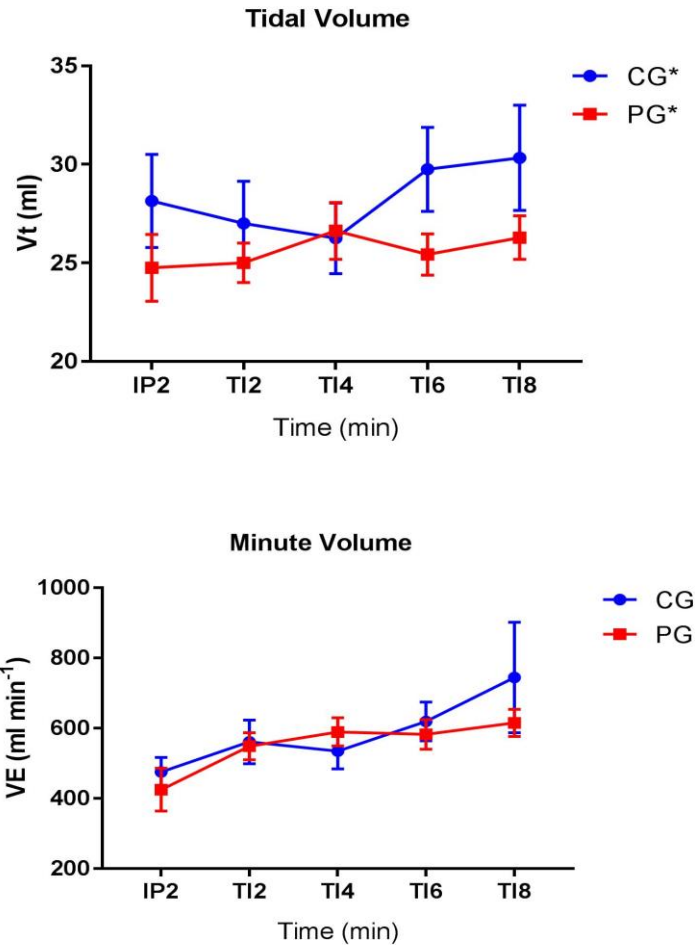 Tidal Volume
35
30
25
20
Vt (ml)
CG*
PG*
IP2 TI2 TI4 TI6 TI8
Time (min)
Minute Volume
1000
800
600
400
200
VE (ml min⁻¹)
CG
PG
IP2 TI2 TI4 TI6 TI8
Time (min)